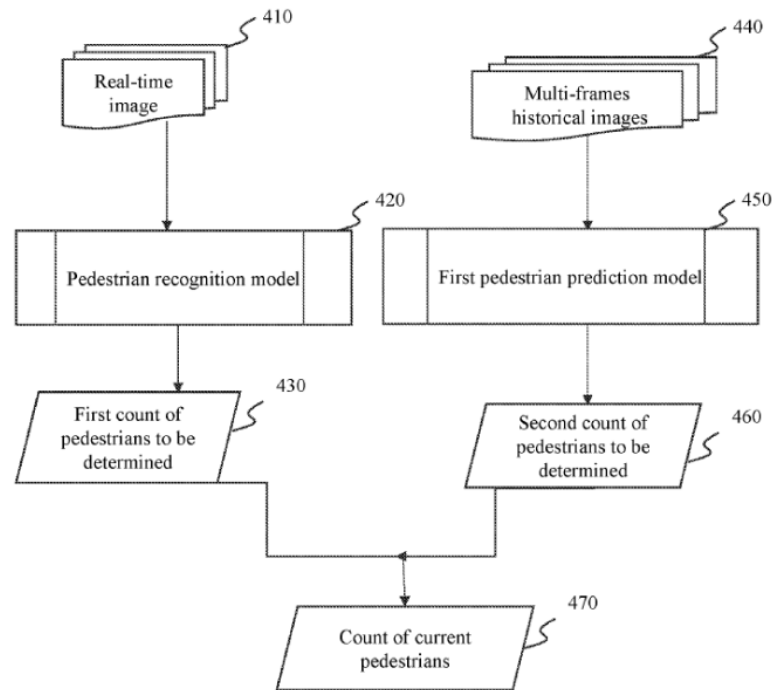 410
Real-time
image
440
Multi-frames
historical images
420
Pedestrian recognition model
450
First pedestrian prediction model
430
First count of
pedestrians to be
determined
460
Second count of
pedestrians to be
determined
470
Count of current
pedestrians